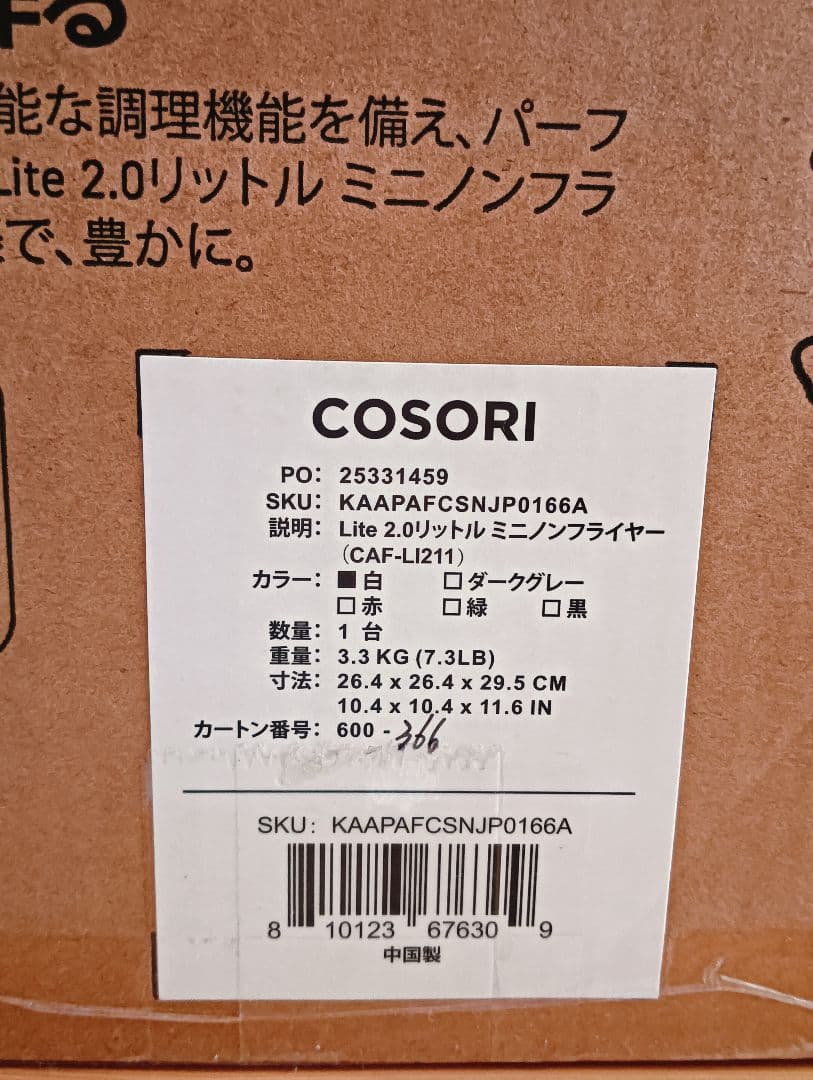 る
能な調理機能を備え、パーフ
Lite 2.0リットル ミニノンフラ
で、豊かに。
COSORI
PO: 25331459
SKU: KAAPAFCSNJP0166A
説明: Lite 2.0リットル ミニノンフライヤー
(CAF-LI211)
カラー: ■ 白 □ ダークグレー
□ 赤 □ 緑 □ 黒
数量: 1 台
重量: 3.3 KG (7.3LB)
寸法: 26.4 x 26.4 x 29.5 CM
10.4 x 10.4 x 11.6 IN
カートン番号: 600 - 366
SKU: KAAPAFCSNJP0166A
8 10123 67630 9
中国製